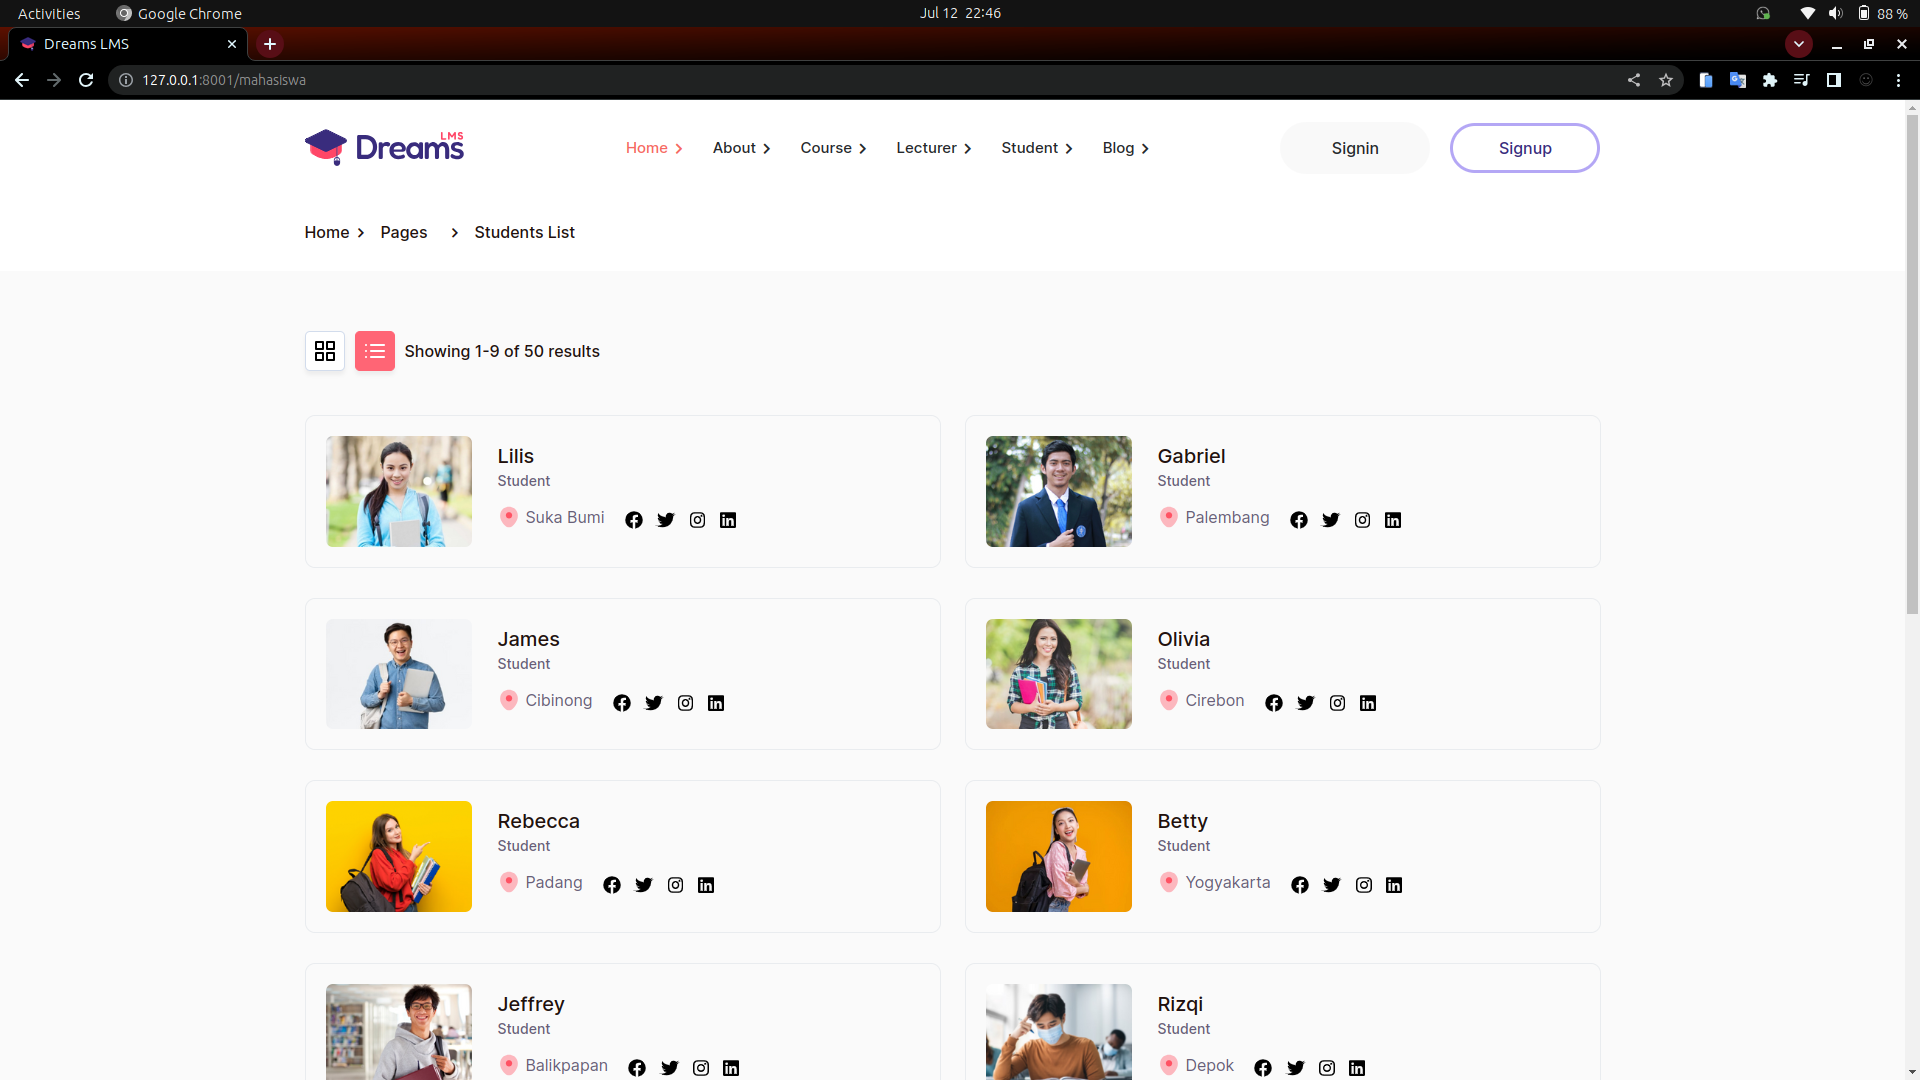 Activities Google Chrome Jul 12 22:46 88 %
Dreams LMS
127.0.0.1:8001/mahasiswa
Dreams LMS Home About Course Lecturer Student Blog Signin Signup
Home Pages Students List
Showing 1-9 of 50 results
Lilis
Student
Suka Bumi
Gabriel
Student
Palembang
James
Student
Cibinong
Olivia
Student
Cirebon
Rebecca
Student
Padang
Betty
Student
Yogyakarta
Jeffrey
Student
Balikpapan
Rizqi
Student
Depok